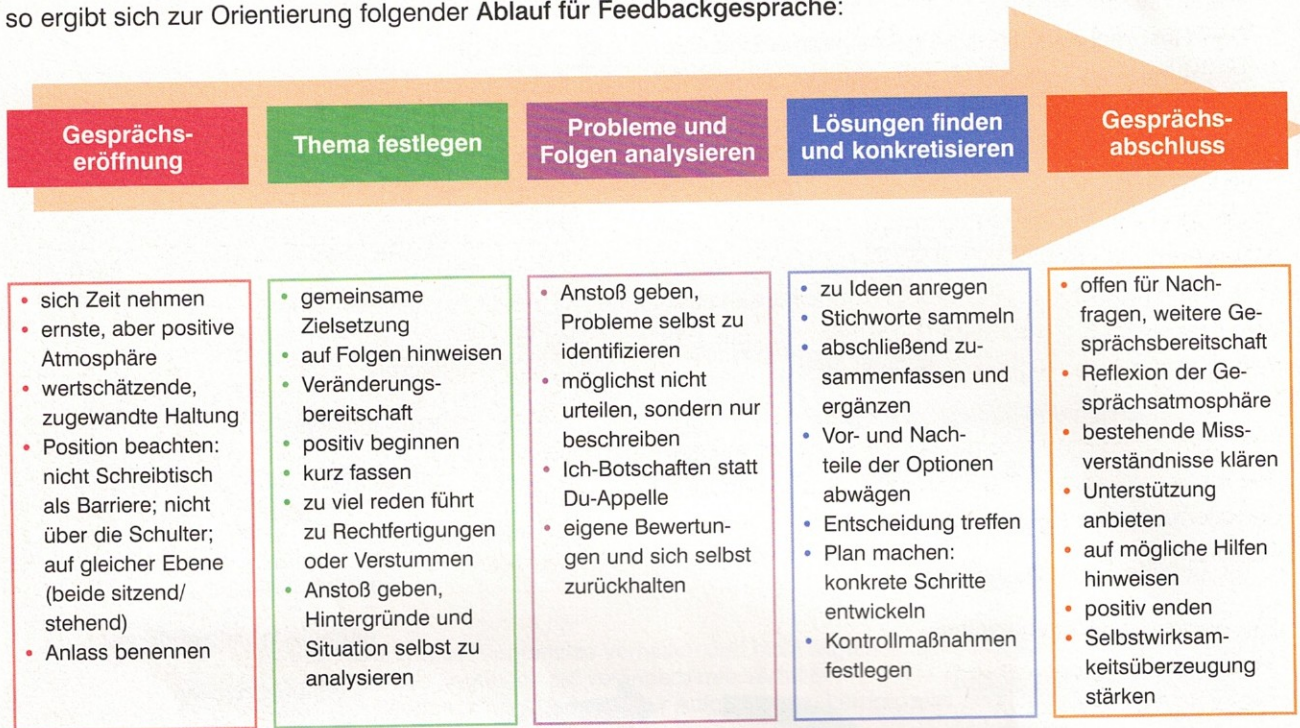 so ergibt sich zur Orientierung folgender Ablauf für Feedbackgespräche:
Gesprächs-
eröffnung
Thema festlegen
Probleme und
Folgen analysieren
Lösungen finden
und konkretisieren
Gesprächs-
abschluss
• sich Zeit nehmen
• ernste, aber positive
Atmosphäre
• wertschätzende,
zugewandte Haltung
• Position beachten:
nicht Schreibtisch
als Barriere; nicht
über die Schulter;
auf gleicher Ebene
(beide sitzend/
stehend)
• Anlass benennen
• gemeinsame
Zielsetzung
• auf Folgen hinweisen
• Veränderungs-
bereitschaft
• positiv beginnen
• kurz fassen
• zu viel reden führt
zu Rechtfertigungen
oder Verstummen
• Anstoß geben,
Hintergründe und
Situation selbst zu
analysieren
• Anstoß geben,
Probleme selbst zu
identifizieren
• möglichst nicht
urteilen, sondern nur
beschreiben
• Ich-Botschaften statt
Du-Appelle
• eigene Bewertun-
gen und sich selbst
zurückhalten
• zu Ideen anregen
• Stichworte sammeln
• abschließend zu-
sammenfassen und
ergänzen
• Vor- und Nach-
teile der Optionen
abwägen
• Entscheidung treffen
• Plan machen:
konkrete Schritte
entwickeln
• Kontrollmaßnahmen
festlegen
• offen für Nach-
fragen, weitere Ge-
sprächsbereitschaft
• Reflexion der Ge-
sprächsatmosphäre
• bestehende Miss-
verständnisse klären
• Unterstützung
anbieten
• auf mögliche Hilfen
hinweisen
• positiv enden
• Selbstwirksam-
keitsüberzeugung
stärken